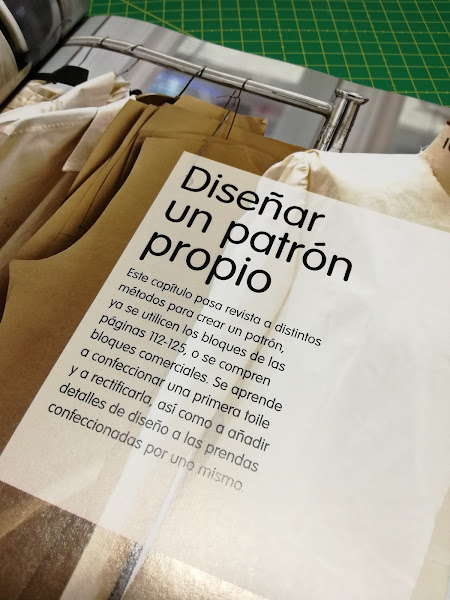 Diseñar
un patrón
propio
Este capítulo pasa revista a distintos
métodos para crear un patrón,
ya se utilicen los bloques de las
páginas 112-125, o se compren
bloques comerciales. Se aprende
a confeccionar una primera toile
y a rectificarla, así como a añadir
detalles de diseño a las prendas
confeccionadas por uno mismo.